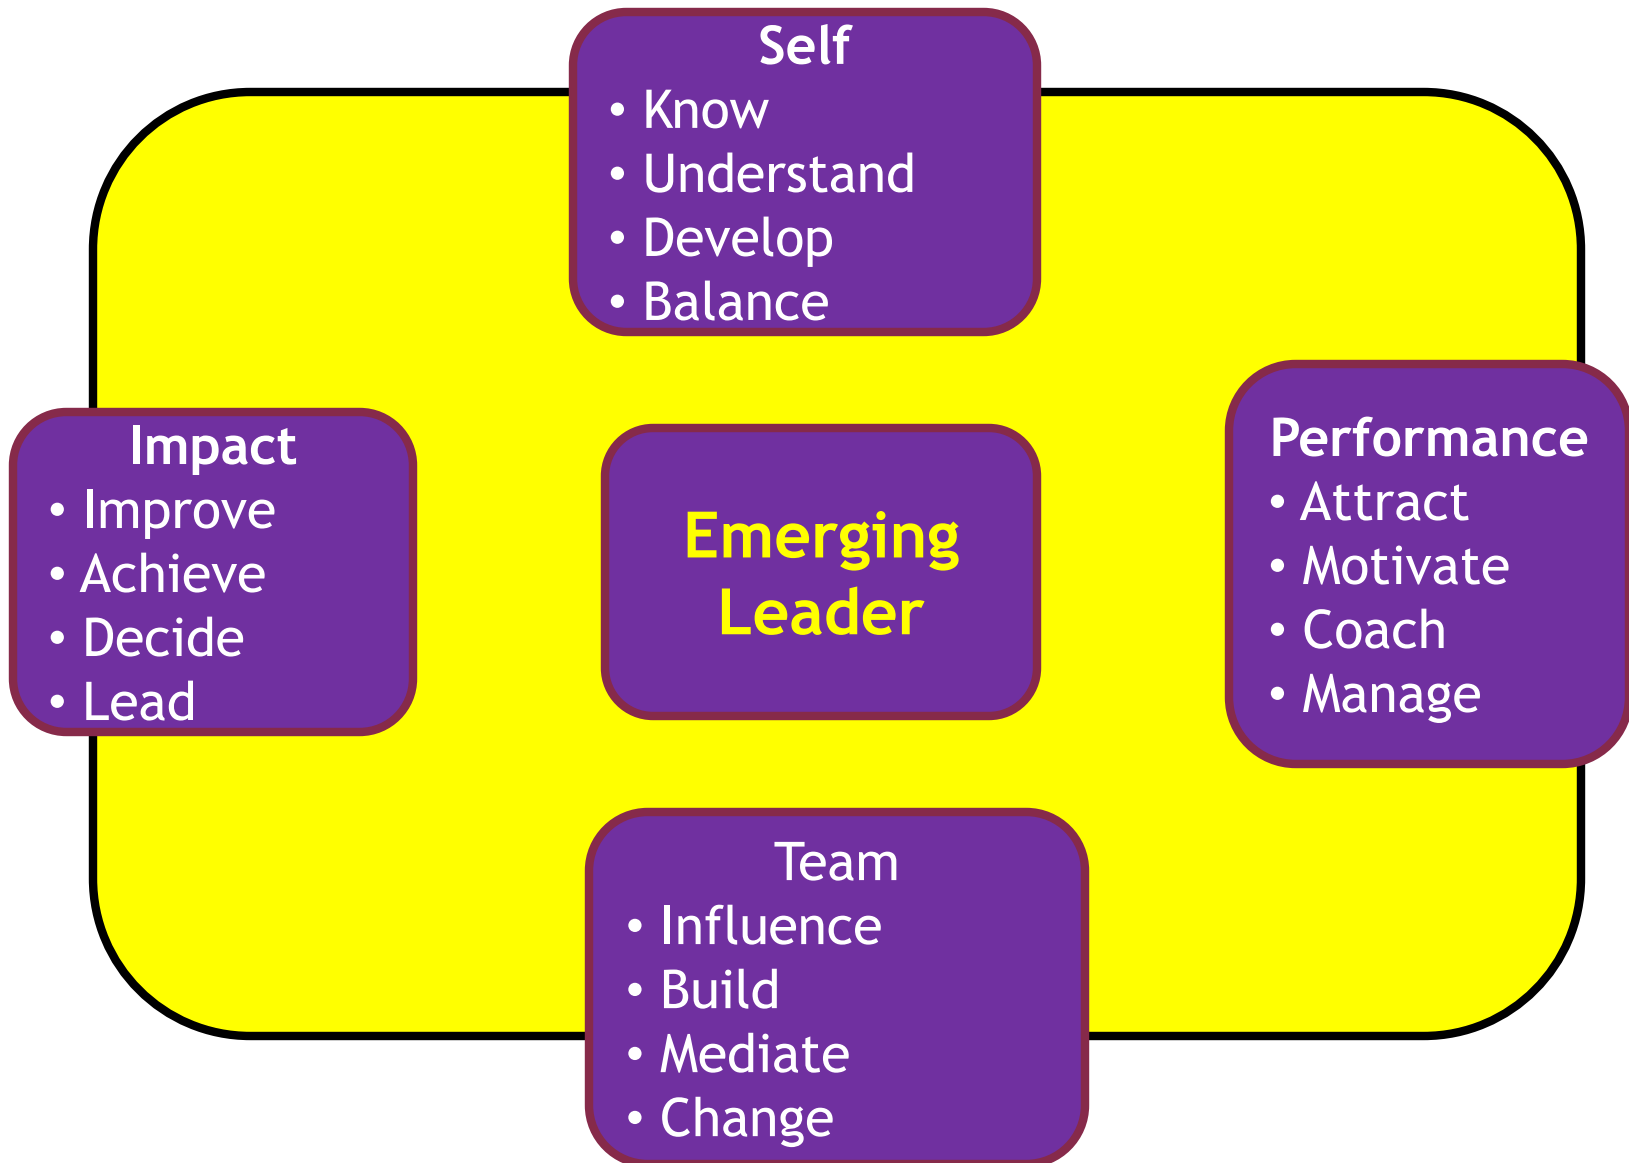 Self
• Know
• Understand
• Develop
• Balance
Impact
• Improve
• Achieve
• Decide
• Lead
Emerging
Leader
Performance
• Attract
• Motivate
• Coach
• Manage
Team
• Influence
• Build
• Mediate
• Change